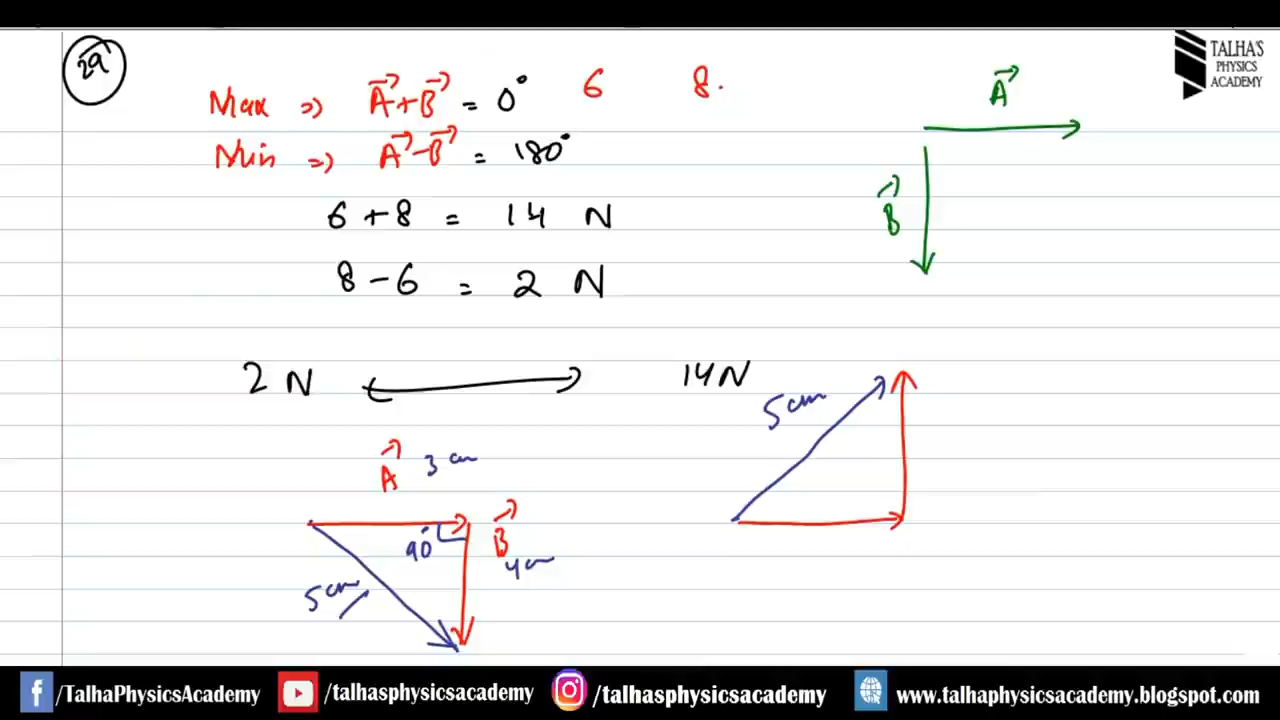 29
TALHA'S
PHYSICS
ACADEMY
Max ⇒ A⃗+B⃗ = 0° 6 8.
Min ⇒ A⃗-B⃗ = 180°
6 + 8 = 14 N
8 - 6 = 2 N
A⃗
B⃗
2 N 14N
A⃗ 3 cm
90°
B⃗
4 cm
5 cm
5 cm
/TalhaPhysicsAcademy /talhasphysicsacademy /talhasphysicsacademy www.talhaphysicsacademy.blogspot.com